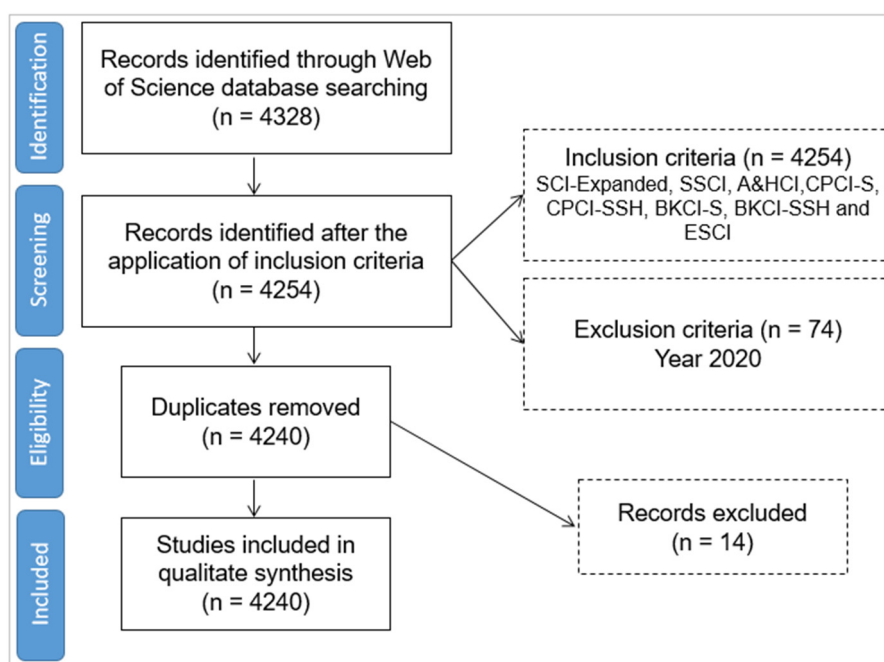 Identification
Records identified through Web
of Science database searching
(n = 4328)
Screening
Records identified after the
application of inclusion criteria
(n = 4254)
Inclusion criteria (n = 4254)
SCI-Expanded, SSCI, A&HCI,CPCI-S,
CPCI-SSH, BKCI-S, BKCI-SSH and
ESCI
Exclusion criteria (n = 74)
Year 2020
Eligibility
Duplicates removed
(n = 4240)
Records excluded
(n = 14)
Included
Studies included in
qualitate synthesis
(n = 4240)